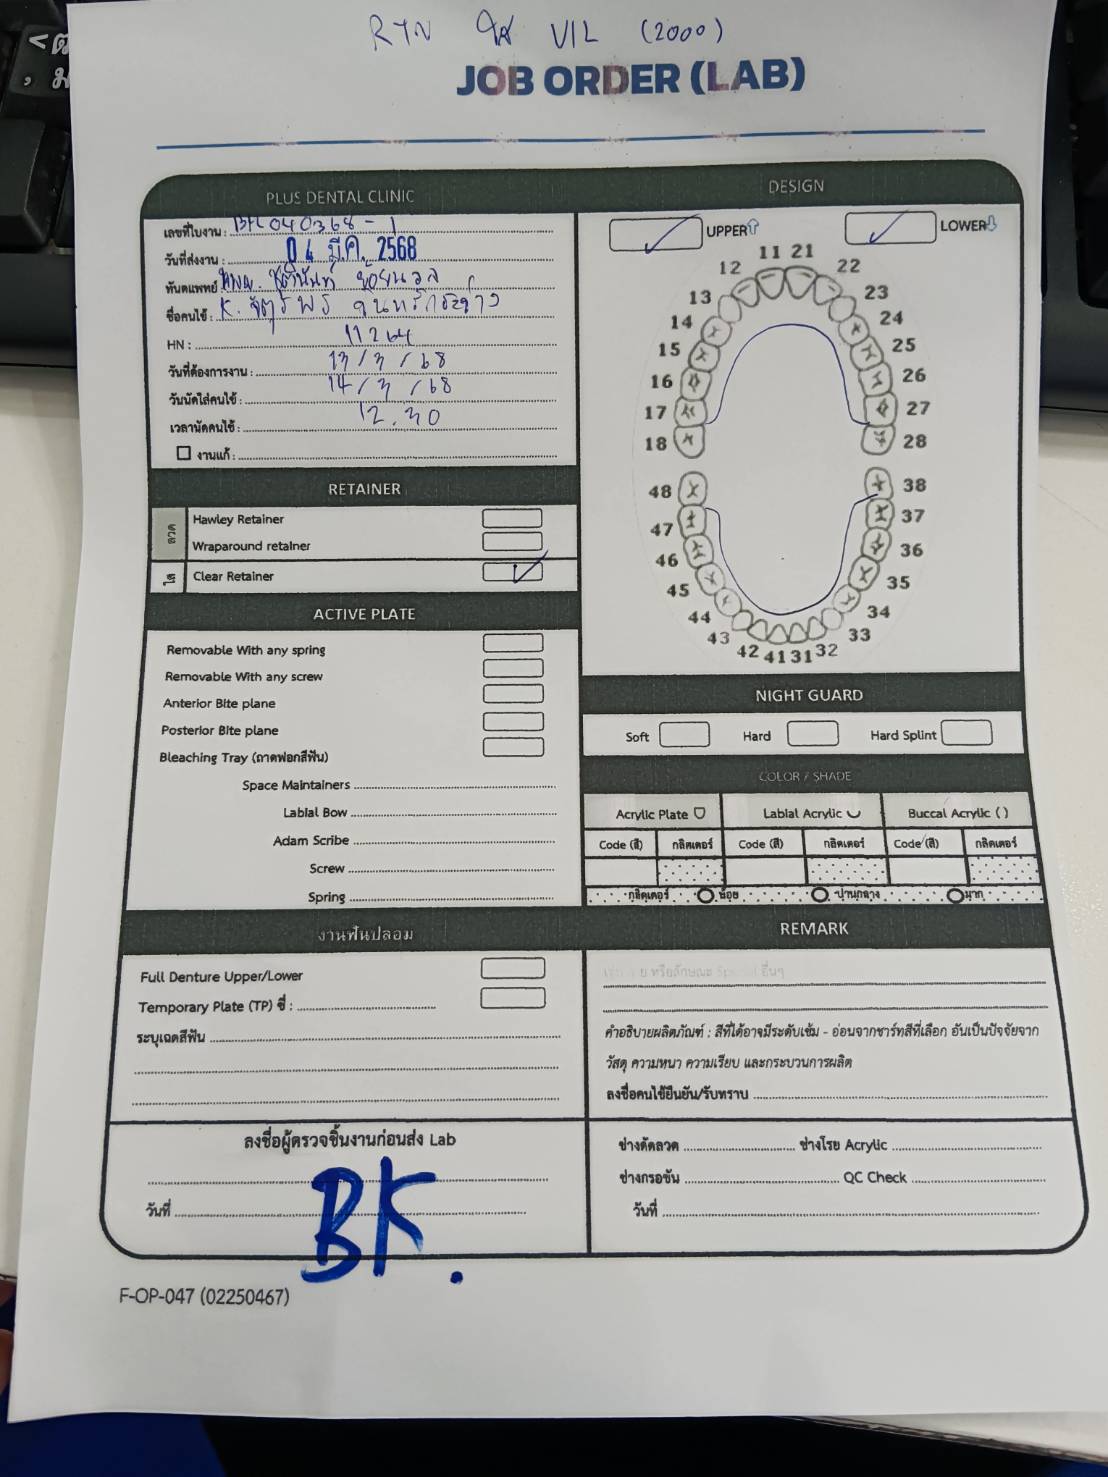 RTN ใส V/L (2000)
JOB ORDER (LAB)
PLUS DENTAL CLINIC
เลขที่ใบงาน : 040368 - 1
วันที่ส่งงาน : 04 มี.ค. 2568
ทันตแพทย์
ชื่อคนไข้ : K. จตุรพร
HN : 11264
วันที่ต้องการงาน : 13/3/68
วันนัดใส่คนไข้ : 14/3/68
เวลานัดคนไข้ : 12.30
งานแก้ :
DESIGN
UPPER
LOWER
11 21
12 22
13 23
14 24
15 25
16 26
17 27
18 28
48 38
47 37
46 36
45 35
44 34
43 33
42 41 31 32
RETAINER
ลวด
Hawley Retainer
Wraparound retainer
ใส
Clear Retainer
ACTIVE PLATE
Removable With any spring
Removable With any screw
Anterior Bite plane
Posterior Bite plane
Bleaching Tray (ถาดฟอกสีฟัน)
Space Maintainers
Labial Bow
Adam Scribe
Screw
Spring
NIGHT GUARD
Soft Hard Hard Splint
COLOR / SHADE
Acrylic Plate Labial Acrylic Buccal Acrylic ( )
Code (สี) กลิตเตอร์ Code (สี) กลิตเตอร์ Code (สี) กลิตเตอร์
กลิตเตอร์ น้อย ปานกลาง มาก
งานฟันปลอม
Full Denture Upper/Lower
Temporary Plate (TP) ซี่ :
ระบุเฉดสีฟัน
REMARK
หรือลักษณะ Special อื่นๆ
คำอธิบายผลิตภัณฑ์ : สีที่ได้อาจมีระดับเข้ม - อ่อนจากชาร์ทสีที่เลือก อันเป็นปัจจัยจาก
วัสดุ ความหนา ความเรียบ และกระบวนการผลิต
ลงชื่อคนไข้ยืนยัน/รับทราบ
ลงชื่อผู้ตรวจชิ้นงานก่อนส่ง Lab
BK.
วันที่
ช่างดัดลวด ช่างโรย Acrylic
ช่างกรอขัน QC Check
วันที่
F-OP-047 (02250467)